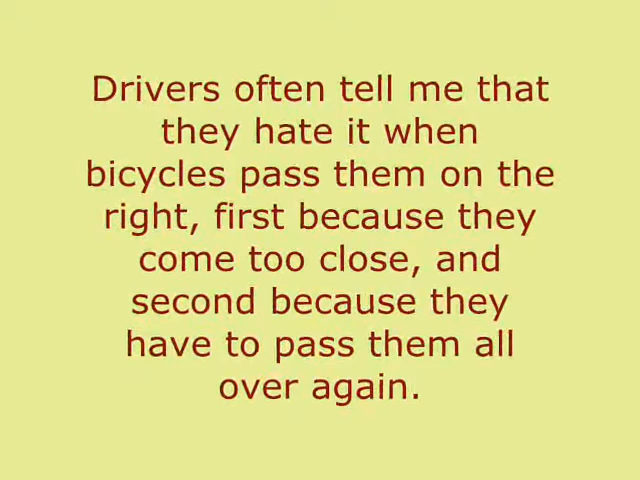 Drivers often tell me that
they hate it when
bicycles pass them on the
right, first because they
come too close, and
second because they
have to pass them all
over again.